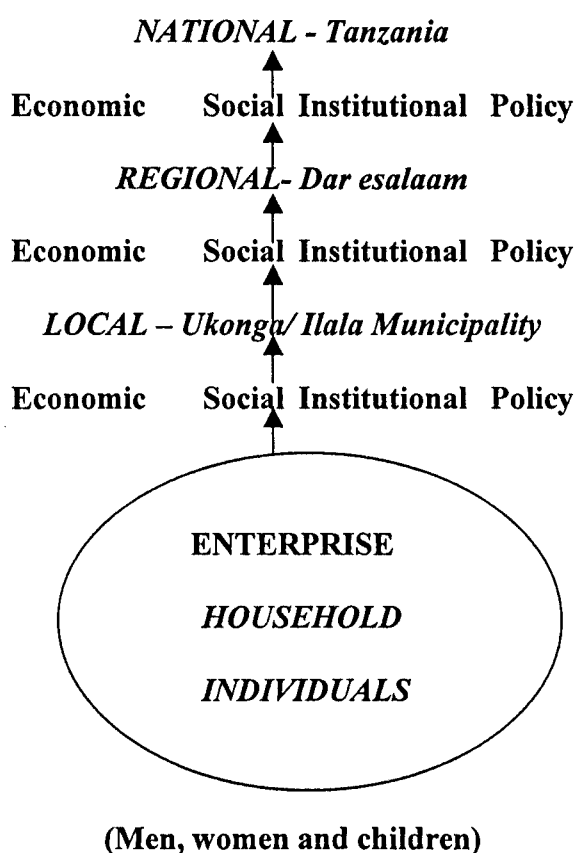 NATIONAL - Tanzania
Economic Social Institutional Policy
REGIONAL- Dar esalaam
Economic Social Institutional Policy
LOCAL – Ukonga/ Ilala Municipality
Economic Social Institutional Policy
ENTERPRISE
HOUSEHOLD
INDIVIDUALS
(Men, women and children)